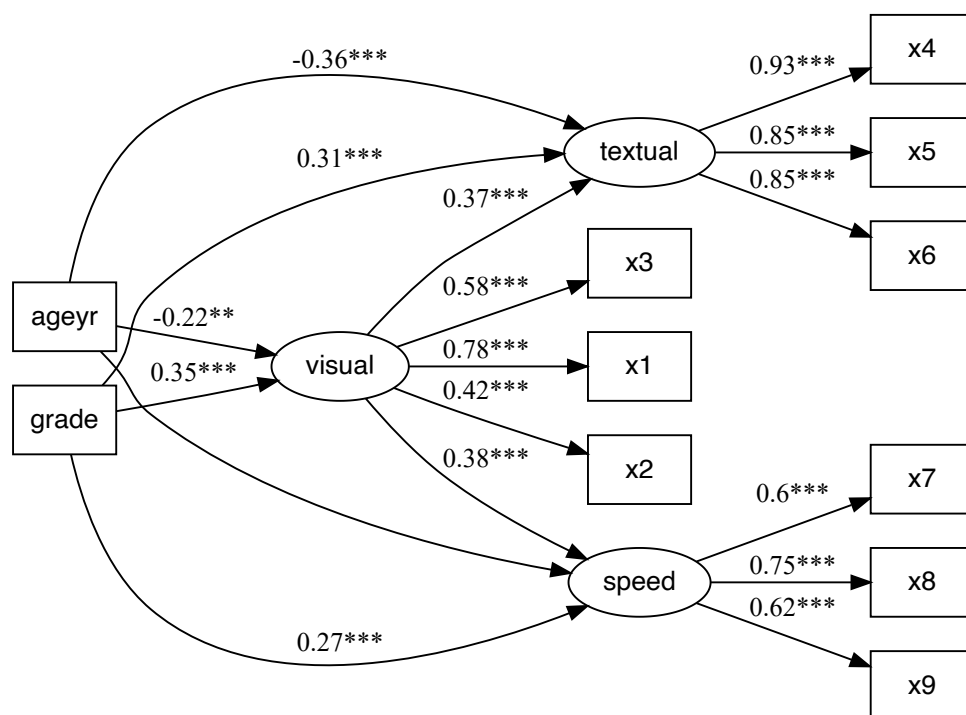 x4
-0.36***
0.93***
0.31***
textual
0.85***
x5
0.85***
0.37***
x6
x3
0.58***
ageyr
-0.22**
visual
0.78***
x1
0.35***
0.42***
grade
x2
0.38***
x7
0.6***
speed
0.75***
x8
0.62***
0.27***
x9